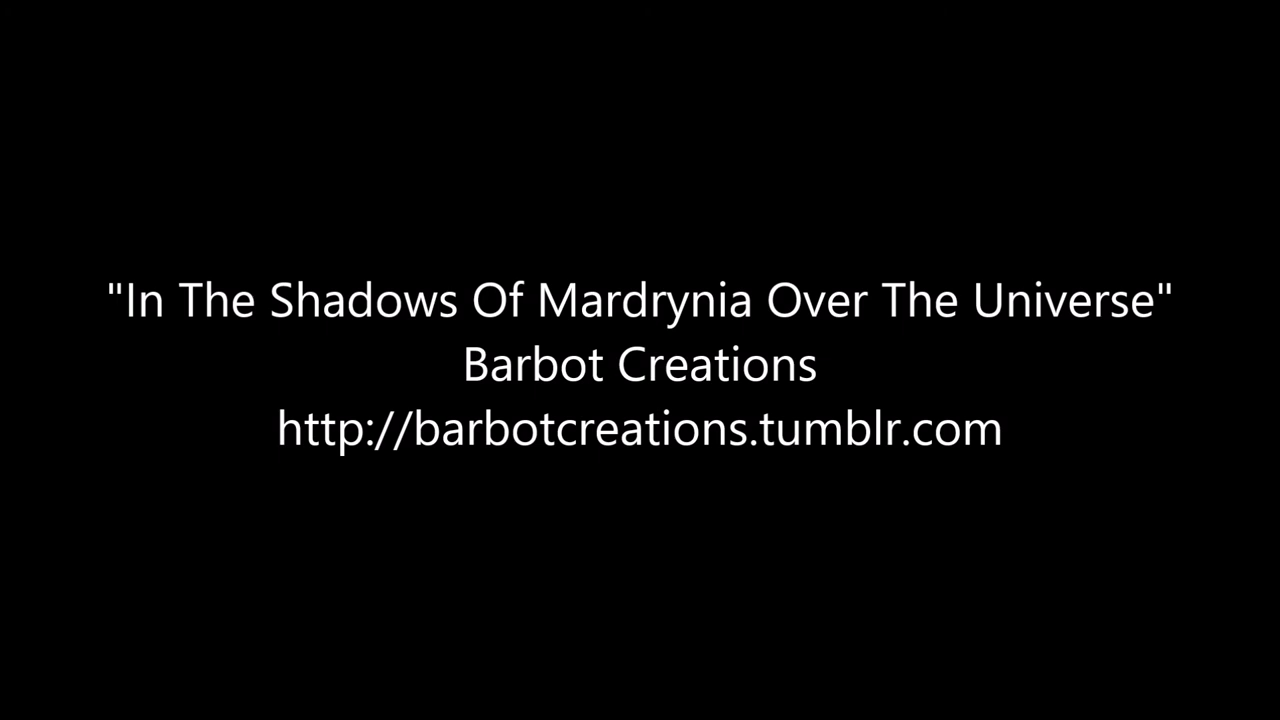 "In The Shadows Of Mardrynia Over The Universe"
Barbot Creations
http://barbotcreations.tumblr.com